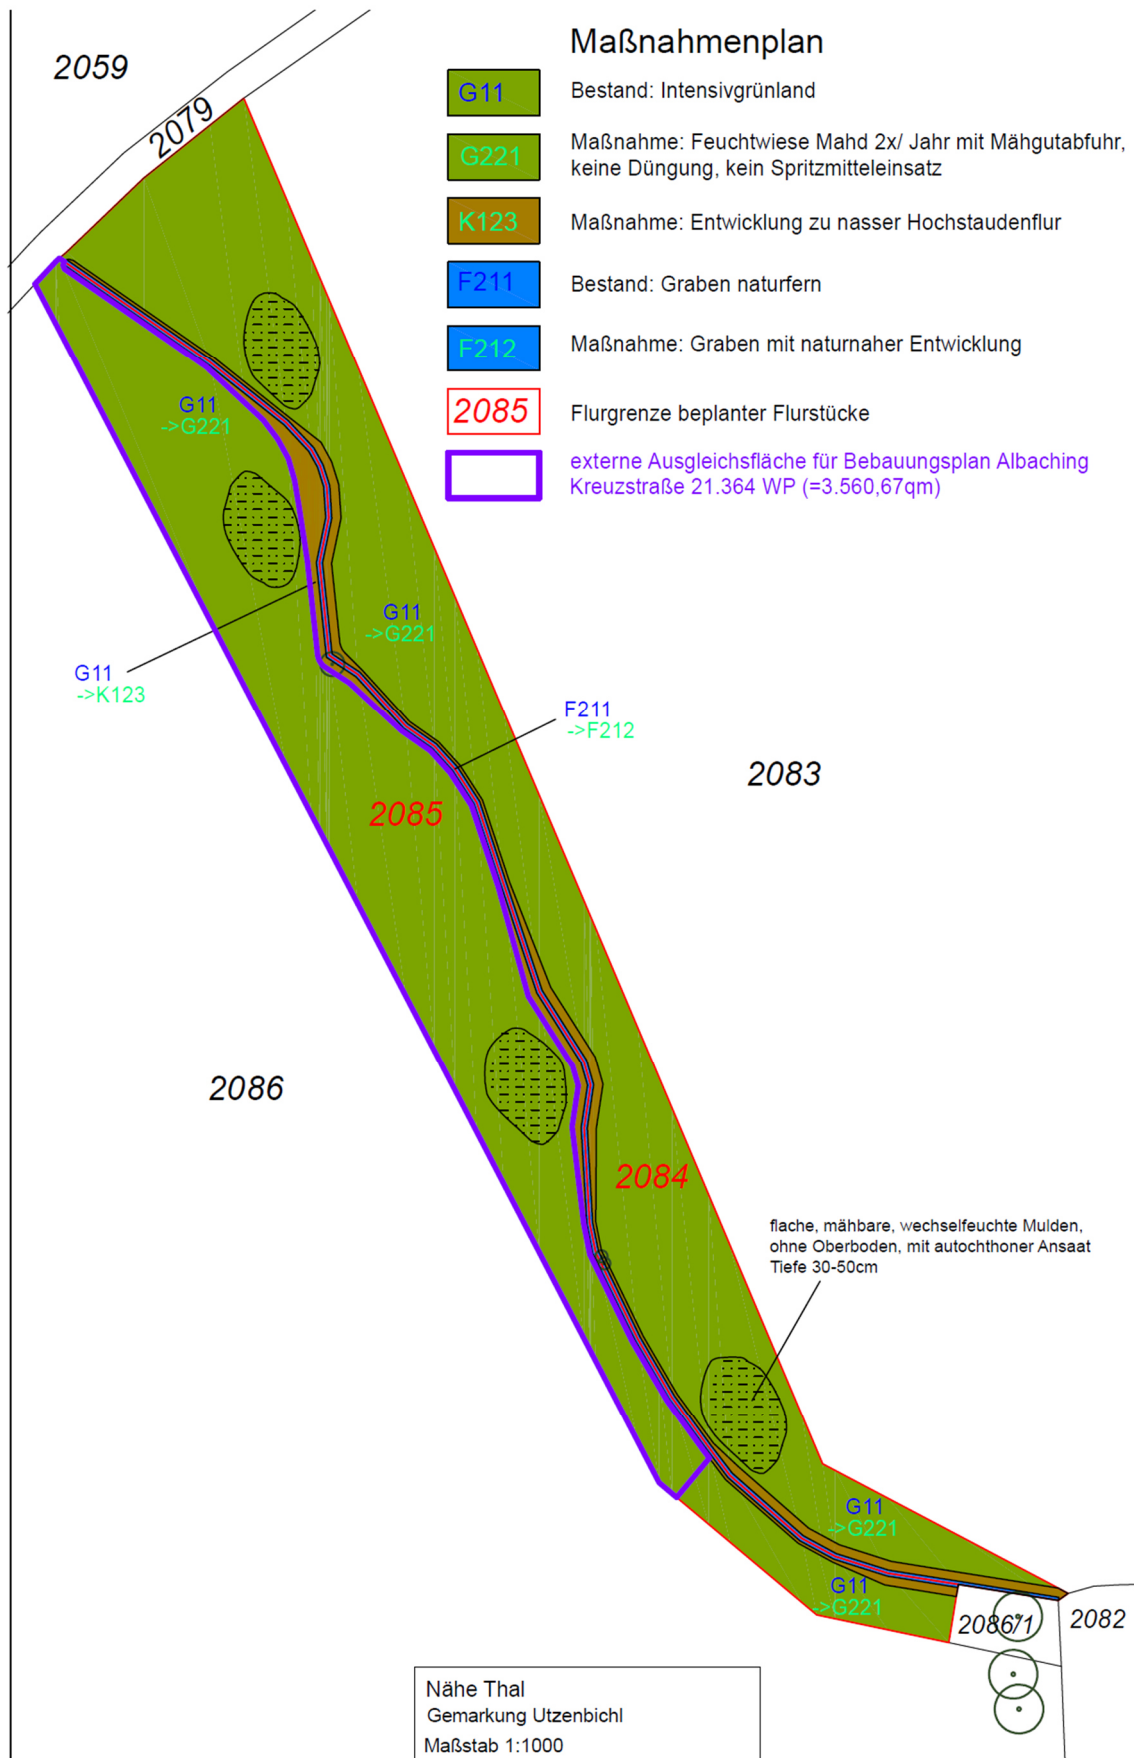 Maßnahmenplan
G11
Bestand: Intensivgrünland
G221
Maßnahme: Feuchtwiese Mahd 2x/ Jahr mit Mähgutabfuhr,
keine Düngung, kein Spritzmitteleinsatz
K123
Maßnahme: Entwicklung zu nasser Hochstaudenflur
F211
Bestand: Graben naturfern
F212
Maßnahme: Graben mit naturnaher Entwicklung
2085
Flurgrenze beplanter Flurstücke
externe Ausgleichsfläche für Bebauungsplan Albaching
Kreuzstraße 21.364 WP (=3.560,67qm)
2059
2079
G11
->G221
G11
->G221
G11
->K123
F211
->F212
2083
2085
2086
2084
flache, mähbare, wechselfeuchte Mulden,
ohne Oberboden, mit autochthoner Ansaat
Tiefe 30-50cm
G11
->G221
G11
->G221
2086/1
2082
Nähe Thal
Gemarkung Utzenbichl
Maßstab 1:1000